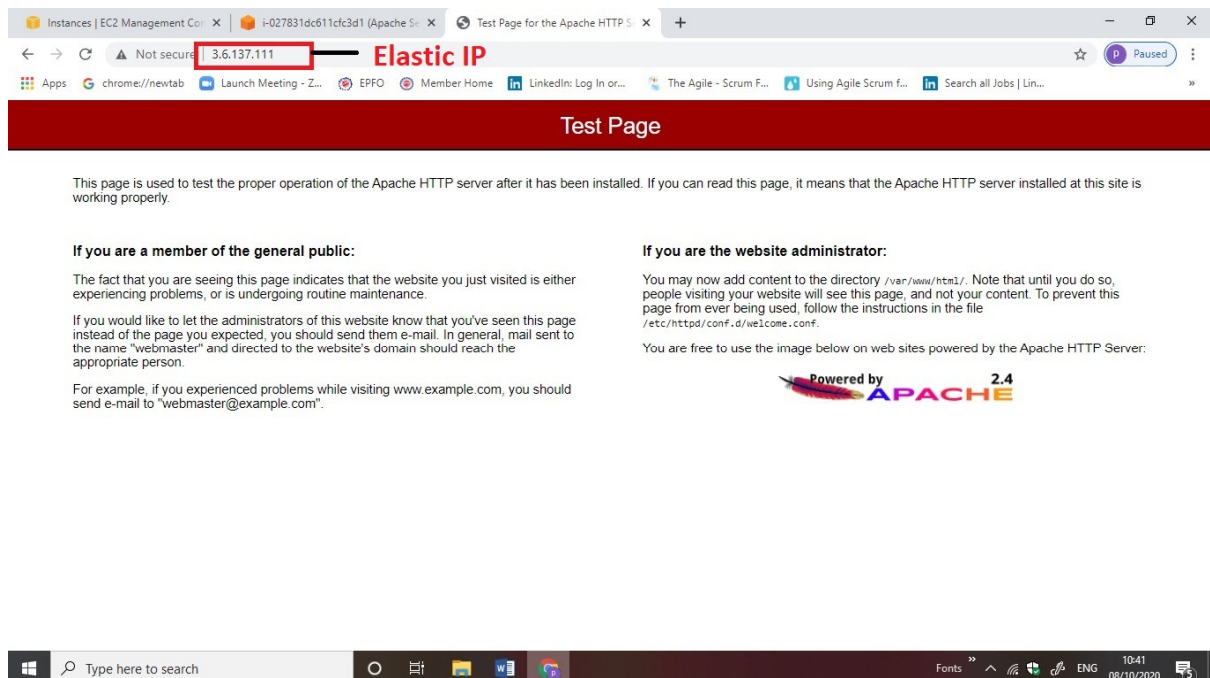 Instances | EC2 Management Con
i-027831dc611cfc3d1 (Apache Se
Test Page for the Apache HTTP S
Not secure 3.6.137.111
Elastic IP
P Paused
Apps
chrome://newtab
Launch Meeting - Z...
EPFO
Member Home
LinkedIn: Log In or...
The Agile - Scrum F...
Using Agile Scrum f...
Search all Jobs | Lin...
Test Page
This page is used to test the proper operation of the Apache HTTP server after it has been installed. If you can read this page, it means that the Apache HTTP server installed at this site is
working properly.
If you are a member of the general public:
The fact that you are seeing this page indicates that the website you just visited is either
experiencing problems, or is undergoing routine maintenance.
If you would like to let the administrators of this website know that you've seen this page
instead of the page you expected, you should send them e-mail. In general, mail sent to
the name "webmaster" and directed to the website's domain should reach the
appropriate person.
For example, if you experienced problems while visiting www.example.com, you should
send e-mail to "webmaster@example.com".
If you are the website administrator:
You may now add content to the directory /var/www/html/. Note that until you do so,
people visiting your website will see this page, and not your content. To prevent this
page from ever being used, follow the instructions in the file
/etc/httpd/conf.d/welcome.conf.
You are free to use the image below on web sites powered by the Apache HTTP Server:
Powered by 2.4
APACHE
Type here to search
Fonts
ENG
10:41
08/10/2020